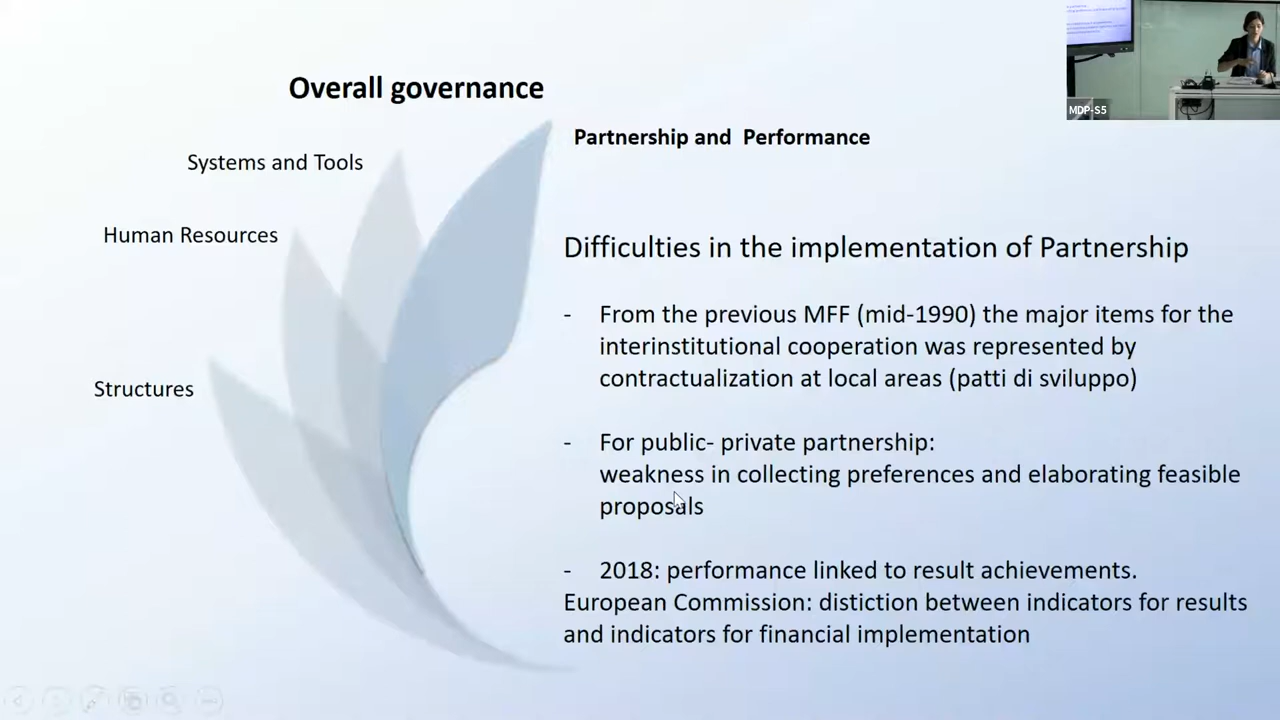 Overall governance
Partnership and Performance
Systems and Tools
Human Resources
Structures
Difficulties in the implementation of Partnership
- From the previous MFF (mid-1990) the major items for the
interinstitutional cooperation was represented by
contractualization at local areas (patti di sviluppo)
- For public- private partnership:
weakness in collecting preferences and elaborating feasible
proposals
- 2018: performance linked to result achievements.
European Commission: distiction between indicators for results
and indicators for financial implementation
MDP-S5